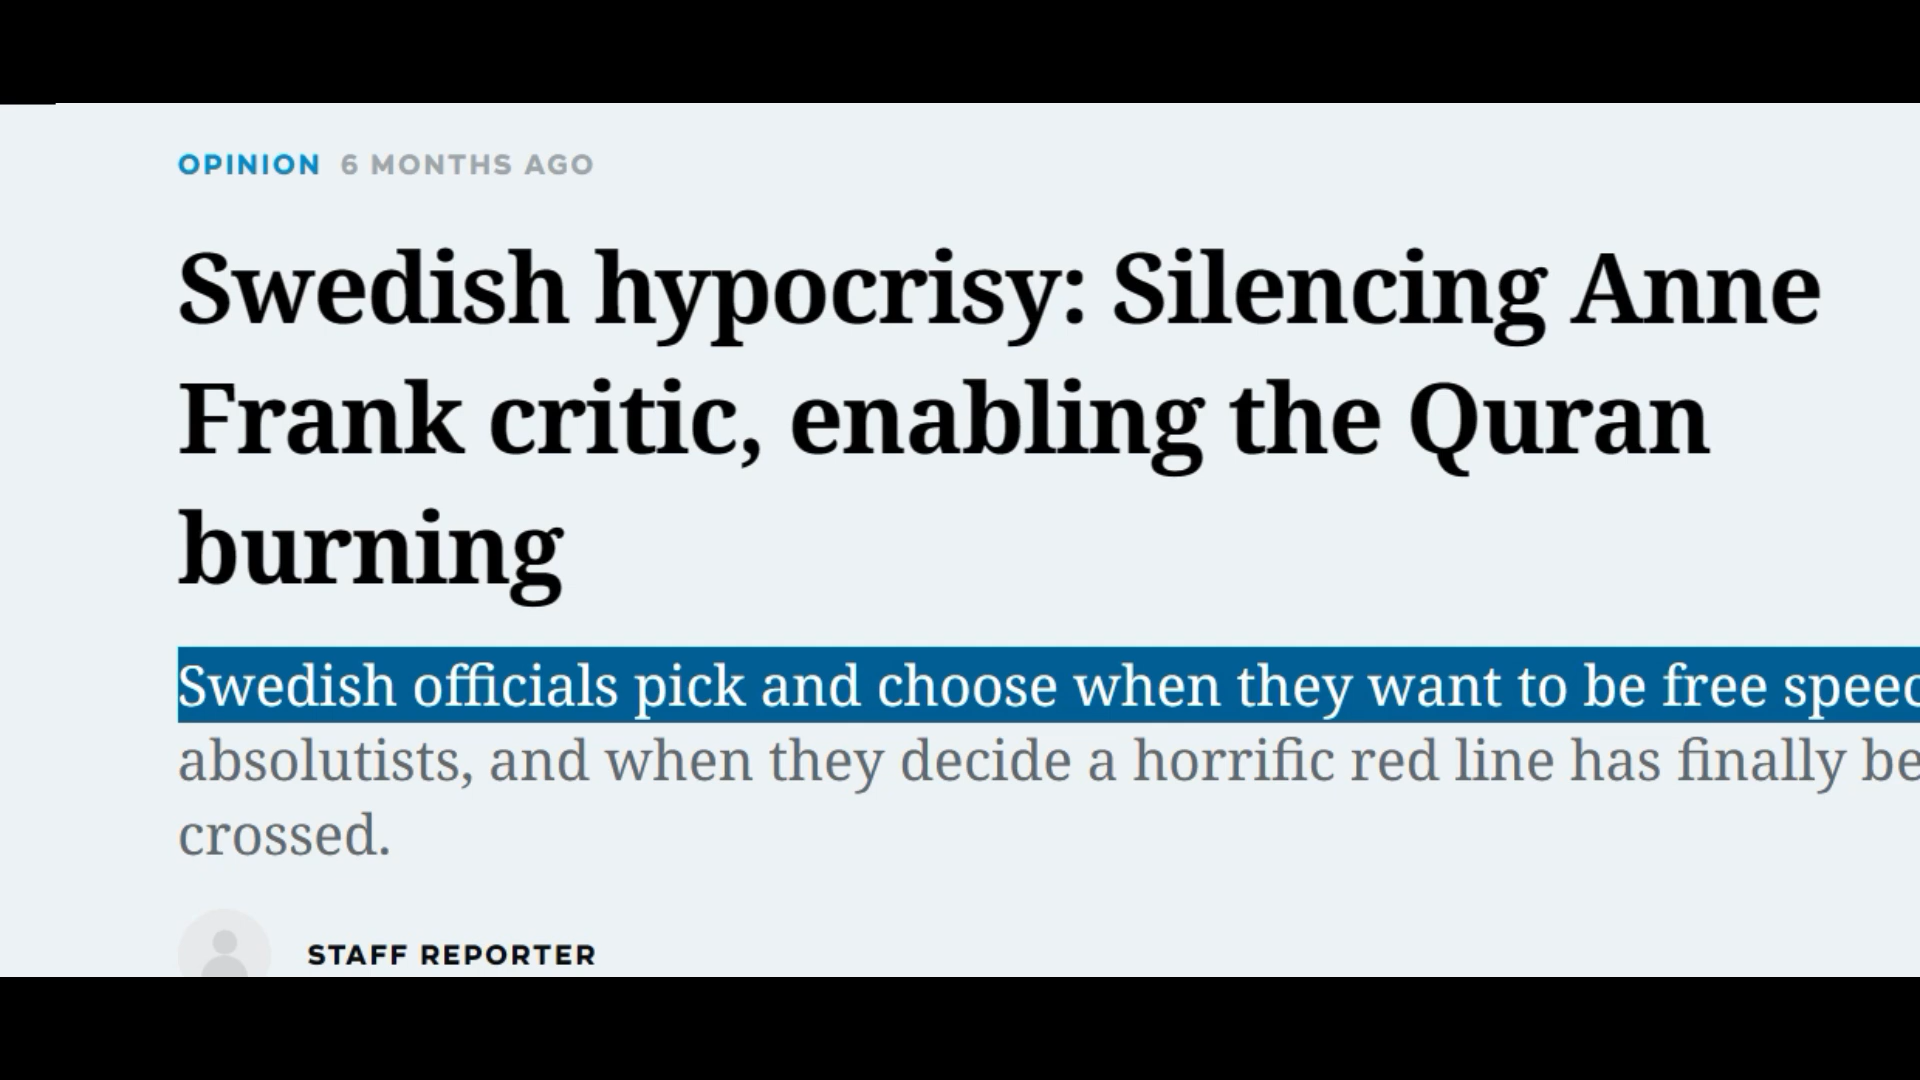 OPINION 6 MONTHS AGO
Swedish hypocrisy: Silencing Anne
Frank critic, enabling the Quran
burning
Swedish officials pick and choose when they want to be free speec
absolutists, and when they decide a horrific red line has finally be
crossed.
STAFF REPORTER